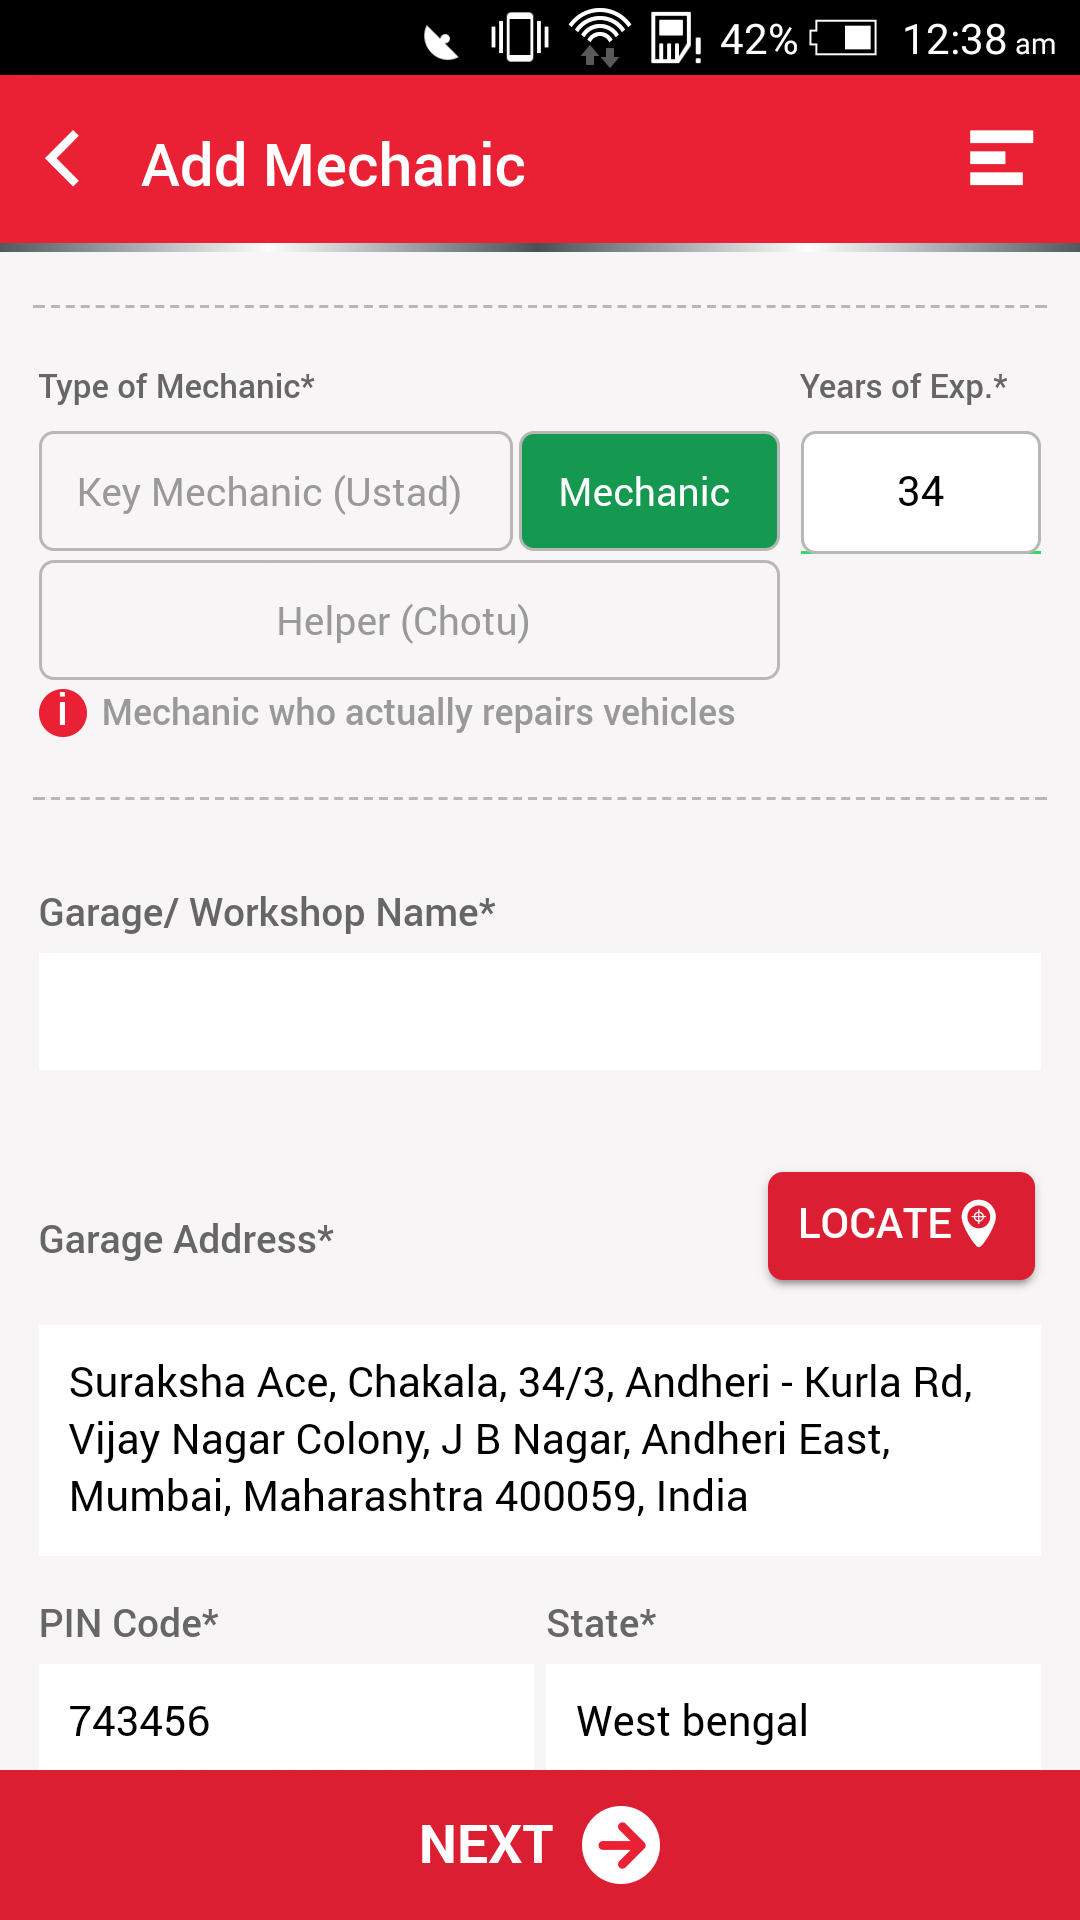 42% 12:38 am
Add Mechanic
Type of Mechanic* Years of Exp.*
Key Mechanic (Ustad) Mechanic 34
Helper (Chotu)
i Mechanic who actually repairs vehicles
Garage/ Workshop Name*
LOCATE
Garage Address*
Suraksha Ace, Chakala, 34/3, Andheri - Kurla Rd,
Vijay Nagar Colony, J B Nagar, Andheri East,
Mumbai, Maharashtra 400059, India
PIN Code* State*
743456 West bengal
NEXT